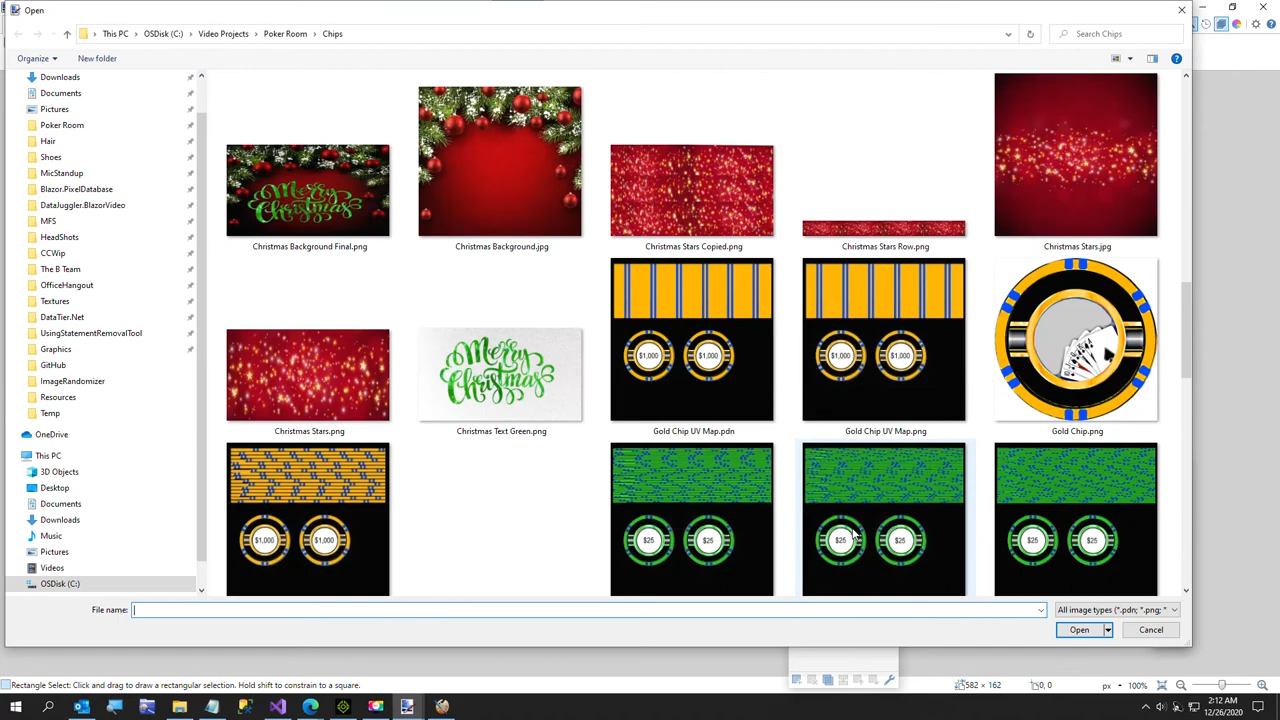 Open
This PC > OSDisk (C:) > Video Projects > Poker Room > Chips
Search Chips
Organize
New folder
Downloads
Documents
Pictures
Poker Room
Hair
Shoes
MicStandup
Blazor.PixelDatabase
DataJuggler.BlazorVideo
MFS
HeadShots
CCWip
The B Team
OfficeHangout
Textures
DataTier.Net
UsingStatementRemovalTool
Graphics
GitHub
ImageRandomizer
Resources
Temp
OneDrive
This PC
3D Objects
Desktop
Documents
Downloads
Music
Pictures
Videos
OSDisk (C:)
Merry
Christmas
Christmas Background Final.png
Christmas Background.jpg
Christmas Stars Copied.png
Christmas Stars Row.png
Christmas Stars.jpg
Merry
Christmas
$1,000
$1,000
$1,000
$1,000
Christmas Stars.png
Christmas Text Green.png
Gold Chip UV Map.pdn
Gold Chip UV Map.png
Gold Chip.png
$1,000
$1,000
$25
$25
$25
$25
$25
$25
File name:
All image types (*.pdn; *.png; *
Open
Cancel
Rectangle Select: Click and drag to draw a rectangular selection. Hold shift to constrain to a square.
582 × 162
0, 0
px
100%
2:12 AM
12/26/2020